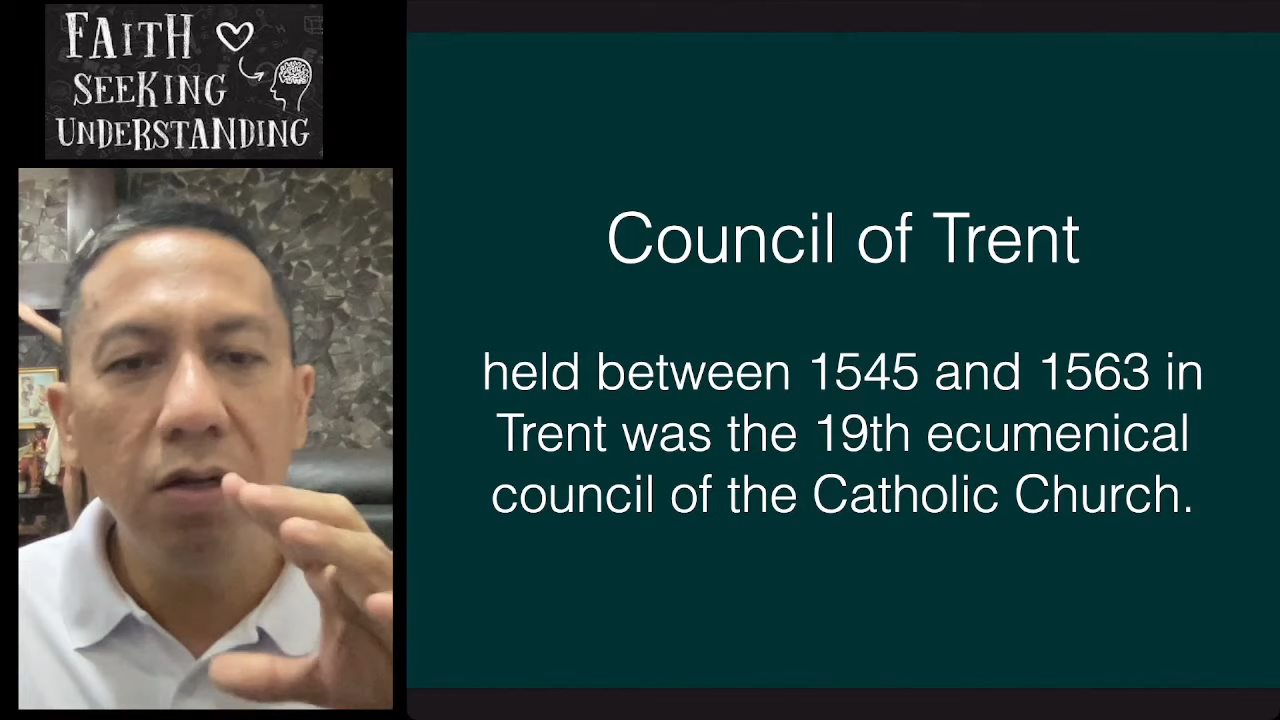 FAITH
SEEKING
UNDERSTANDING
Council of Trent
held between 1545 and 1563 in
Trent was the 19th ecumenical
council of the Catholic Church.